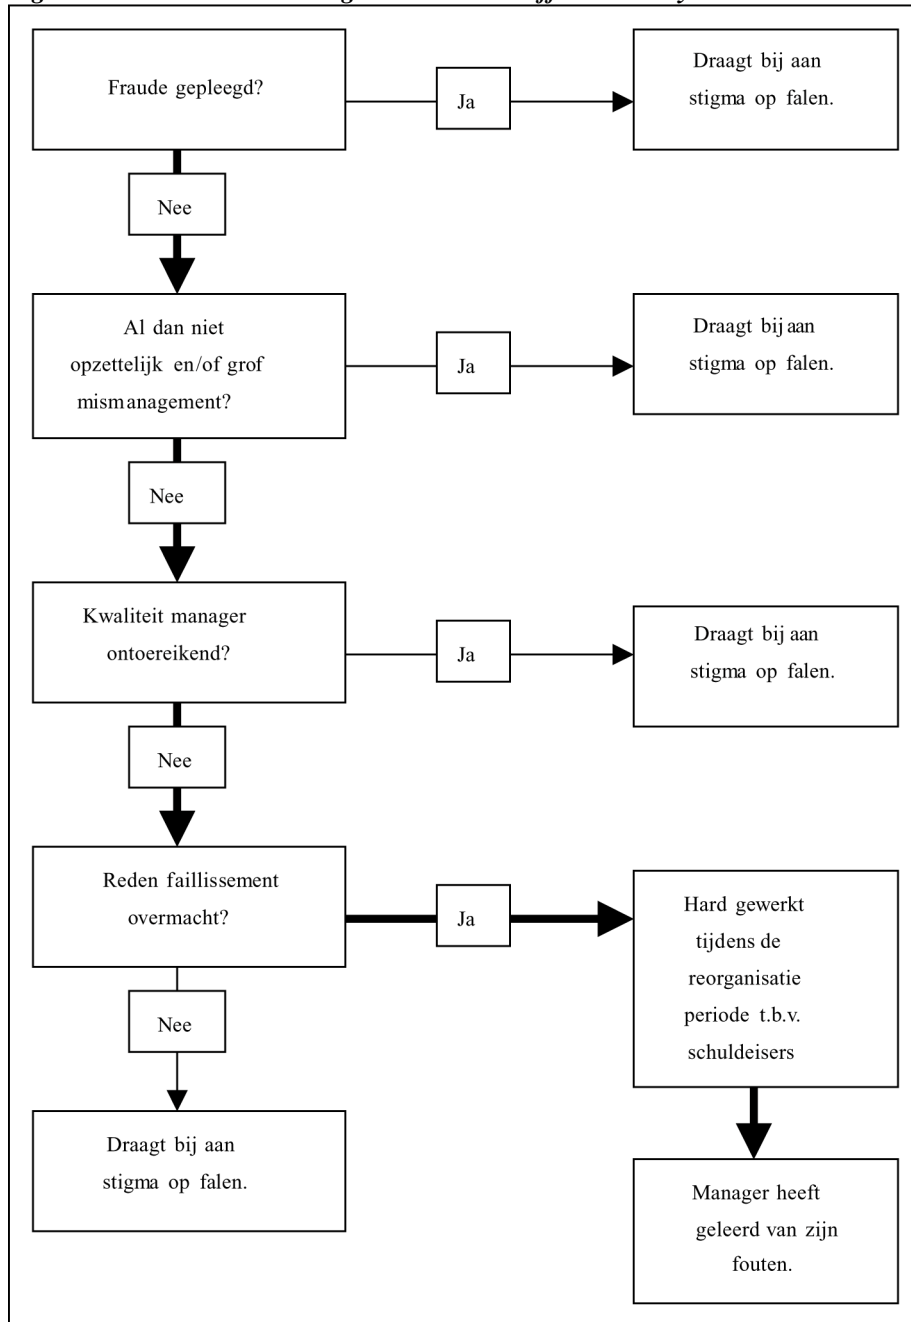 Fraude gepleegd?
Ja
Draagt bij aan
stigma op falen.
Nee
Al dan niet
opzettelijk en/of grof
mismanagement?
Ja
Draagt bij aan
stigma op falen.
Nee
Kwaliteit manager
ontoereikend?
Ja
Draagt bij aan
stigma op falen.
Nee
Reden faillissement
overmacht?
Ja
Hard gewerkt
tijdens de
reorganisatie
periode t.b.v.
schuldeisers
Nee
Draagt bij aan
stigma op falen.
Manager heeft
geleerd van zijn
fouten.